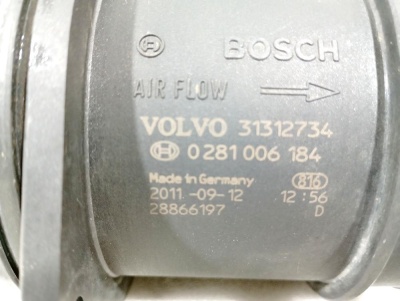 BOSCH
AIR FLOW
VOLVO 31312734
0 281 006 184
Made in Germany 816
2011-09-12 12:56
28866197 D